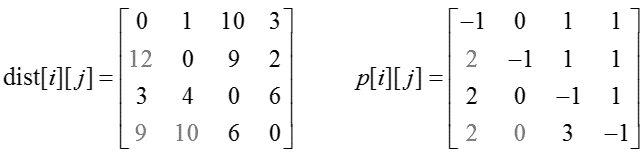 0 1 10 3 −1 0 1 1
12 0 9 2 2 −1 1 1
dist[i][j]= p[i][j]=
3 4 0 6 2 0 −1 1
9 10 6 0 2 0 3 −1